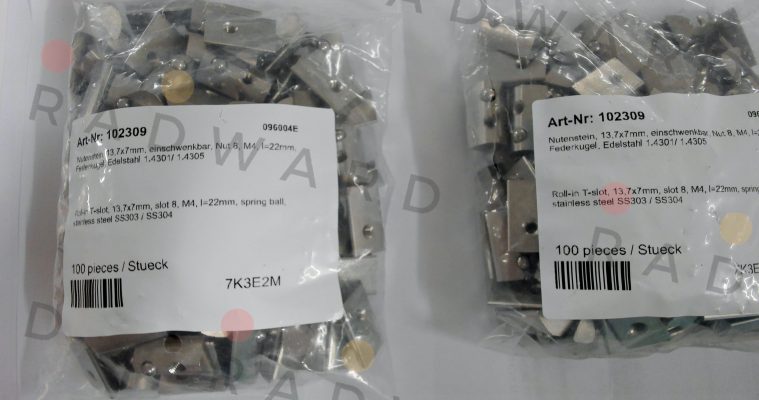 Art-Nr: 102309
096004E
Nutenstein, 13,7x7mm, einschwenkbar, Nut 8, M4, l=22mm,
Federkugel, Edelstahl 1.4301/ 1.4305
Roll-in T-slot, 13,7x7mm, slot 8, M4, l=22mm, spring ball,
stainless steel SS303 / SS304
100 pieces / Stueck
7K3E2M
Art-Nr: 102309
Nutenstein, 13,7x7mm, einschwenkbar, Nut 8, M4,
Federkugel, Edelstahl 1.4301/ 1.4305
Roll-in T-slot, 13,7x7mm, slot 8, M4, l=22mm, spring
stainless steel SS303 / SS304
100 pieces / Stueck
RADWARD
RADWARD